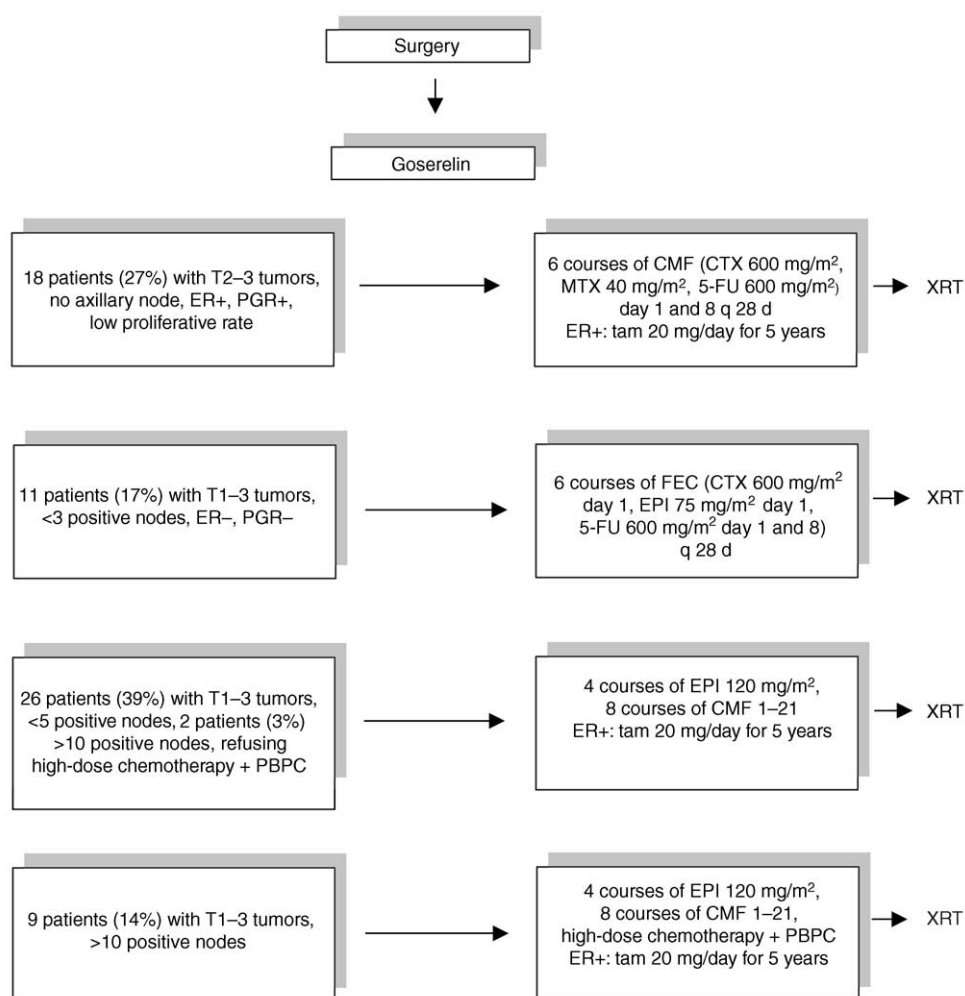 Surgery
Goserelin
18 patients (27%) with T2–3 tumors,
no axillary node, ER+, PGR+,
low proliferative rate
6 courses of CMF (CTX 600 mg/m²,
MTX 40 mg/m², 5-FU 600 mg/m²)
day 1 and 8 q 28 d
ER+: tam 20 mg/day for 5 years
XRT
11 patients (17%) with T1–3 tumors,
<3 positive nodes, ER–, PGR–
6 courses of FEC (CTX 600 mg/m²
day 1, EPI 75 mg/m² day 1,
5-FU 600 mg/m² day 1 and 8)
q 28 d
XRT
26 patients (39%) with T1–3 tumors,
<5 positive nodes, 2 patients (3%)
>10 positive nodes, refusing
high-dose chemotherapy + PBPC
4 courses of EPI 120 mg/m²,
8 courses of CMF 1–21
ER+: tam 20 mg/day for 5 years
XRT
9 patients (14%) with T1–3 tumors,
>10 positive nodes
4 courses of EPI 120 mg/m²,
8 courses of CMF 1–21,
high-dose chemotherapy + PBPC
ER+: tam 20 mg/day for 5 years
XRT